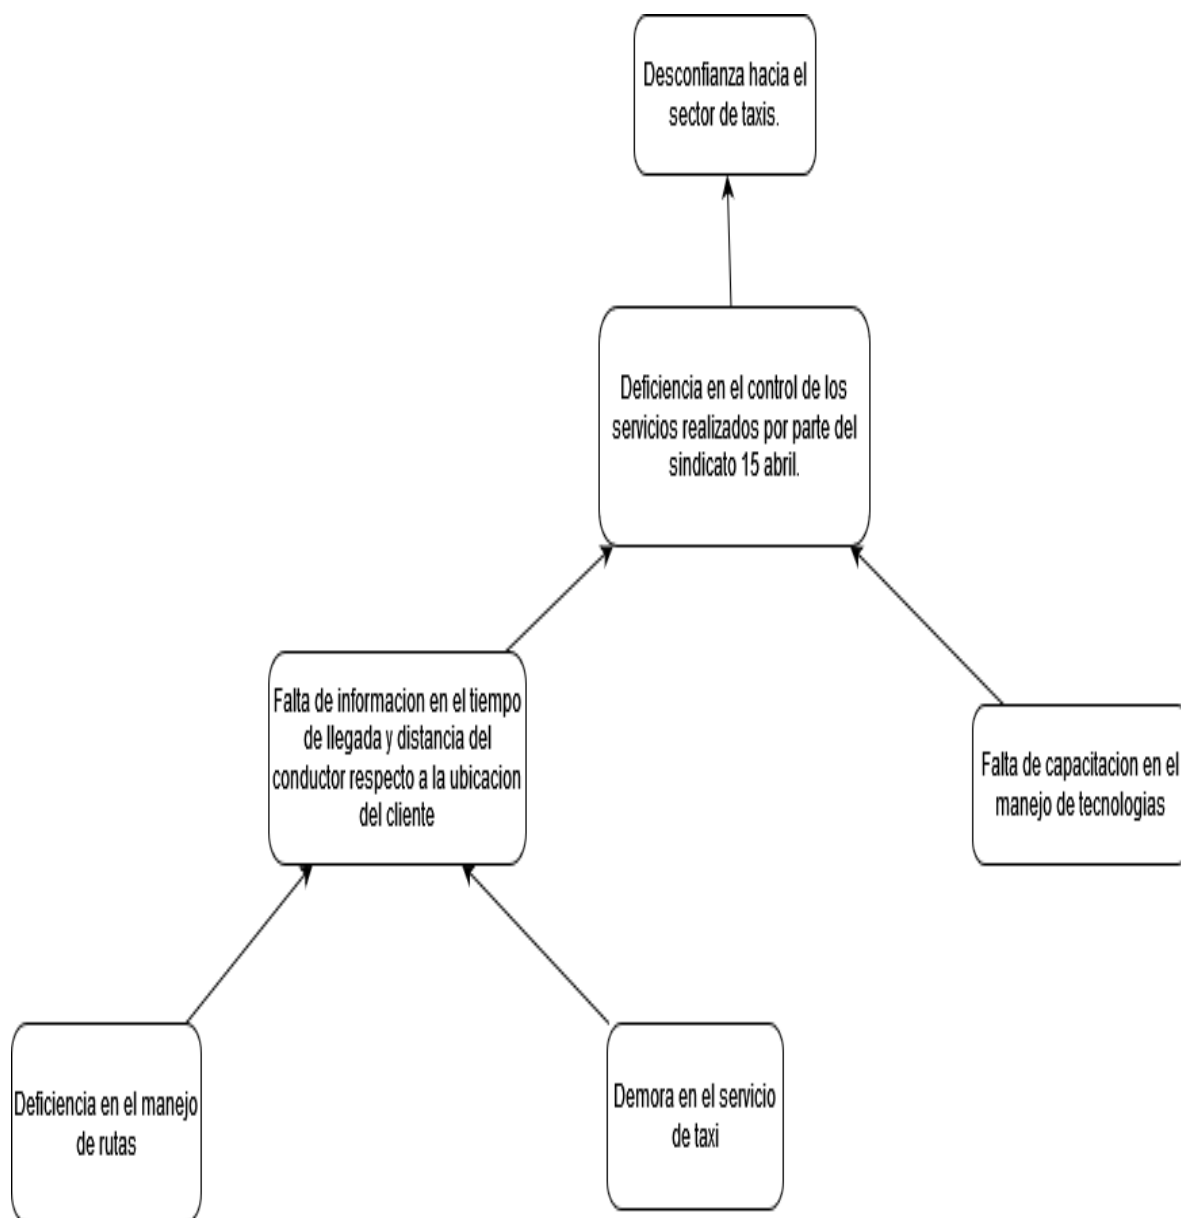 Desconfianza hacia el
sector de taxis.
Deficiencia en el control de los
servicios realizados por parte del
sindicato 15 abril.
Falta de informacion en el tiempo
de llegada y distancia del
conductor respecto a la ubicacion
del cliente
Falta de capacitacion en el
manejo de tecnologias
Deficiencia en el manejo
de rutas
Demora en el servicio
de taxi